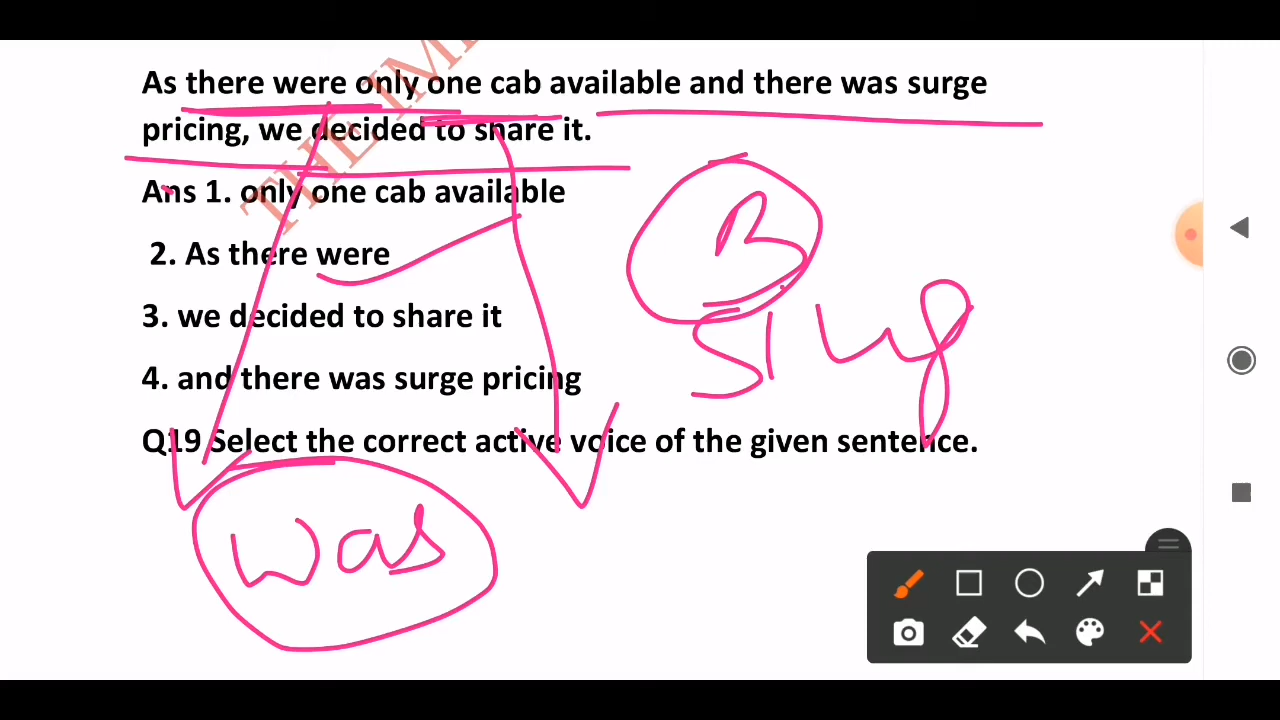 As there were only one cab available and there was surge
pricing, we decided to share it.
Ans 1. only one cab available
2. As there were
3. we decided to share it
4. and there was surge pricing
Q19 Select the correct active voice of the given sentence.
THE IM
B
was